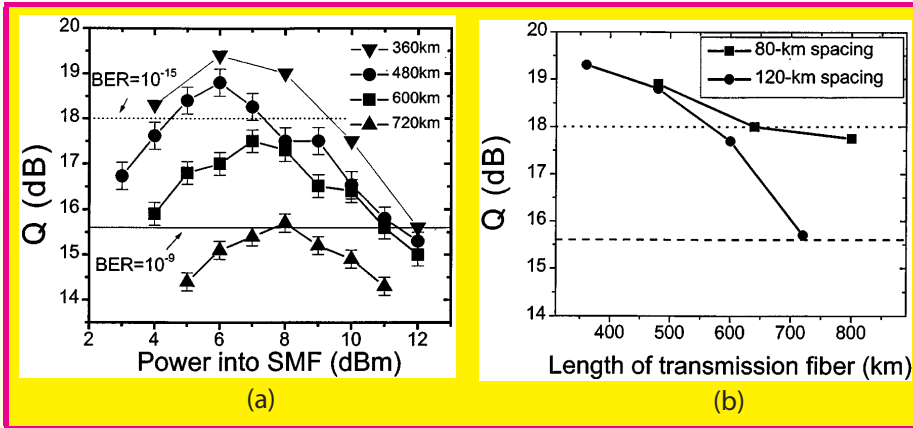 20
19
18
17
16
15
14
2 4 6 8 10 12
Q (dB)
Power into SMF (dBm)
BER=10⁻¹⁵
BER=10⁻⁹
360km
480km
600km
720km
(a)
20
19
18
17
16
15
14
400 500 600 700 800
Q (dB)
Length of transmission fiber (km)
80-km spacing
120-km spacing
(b)